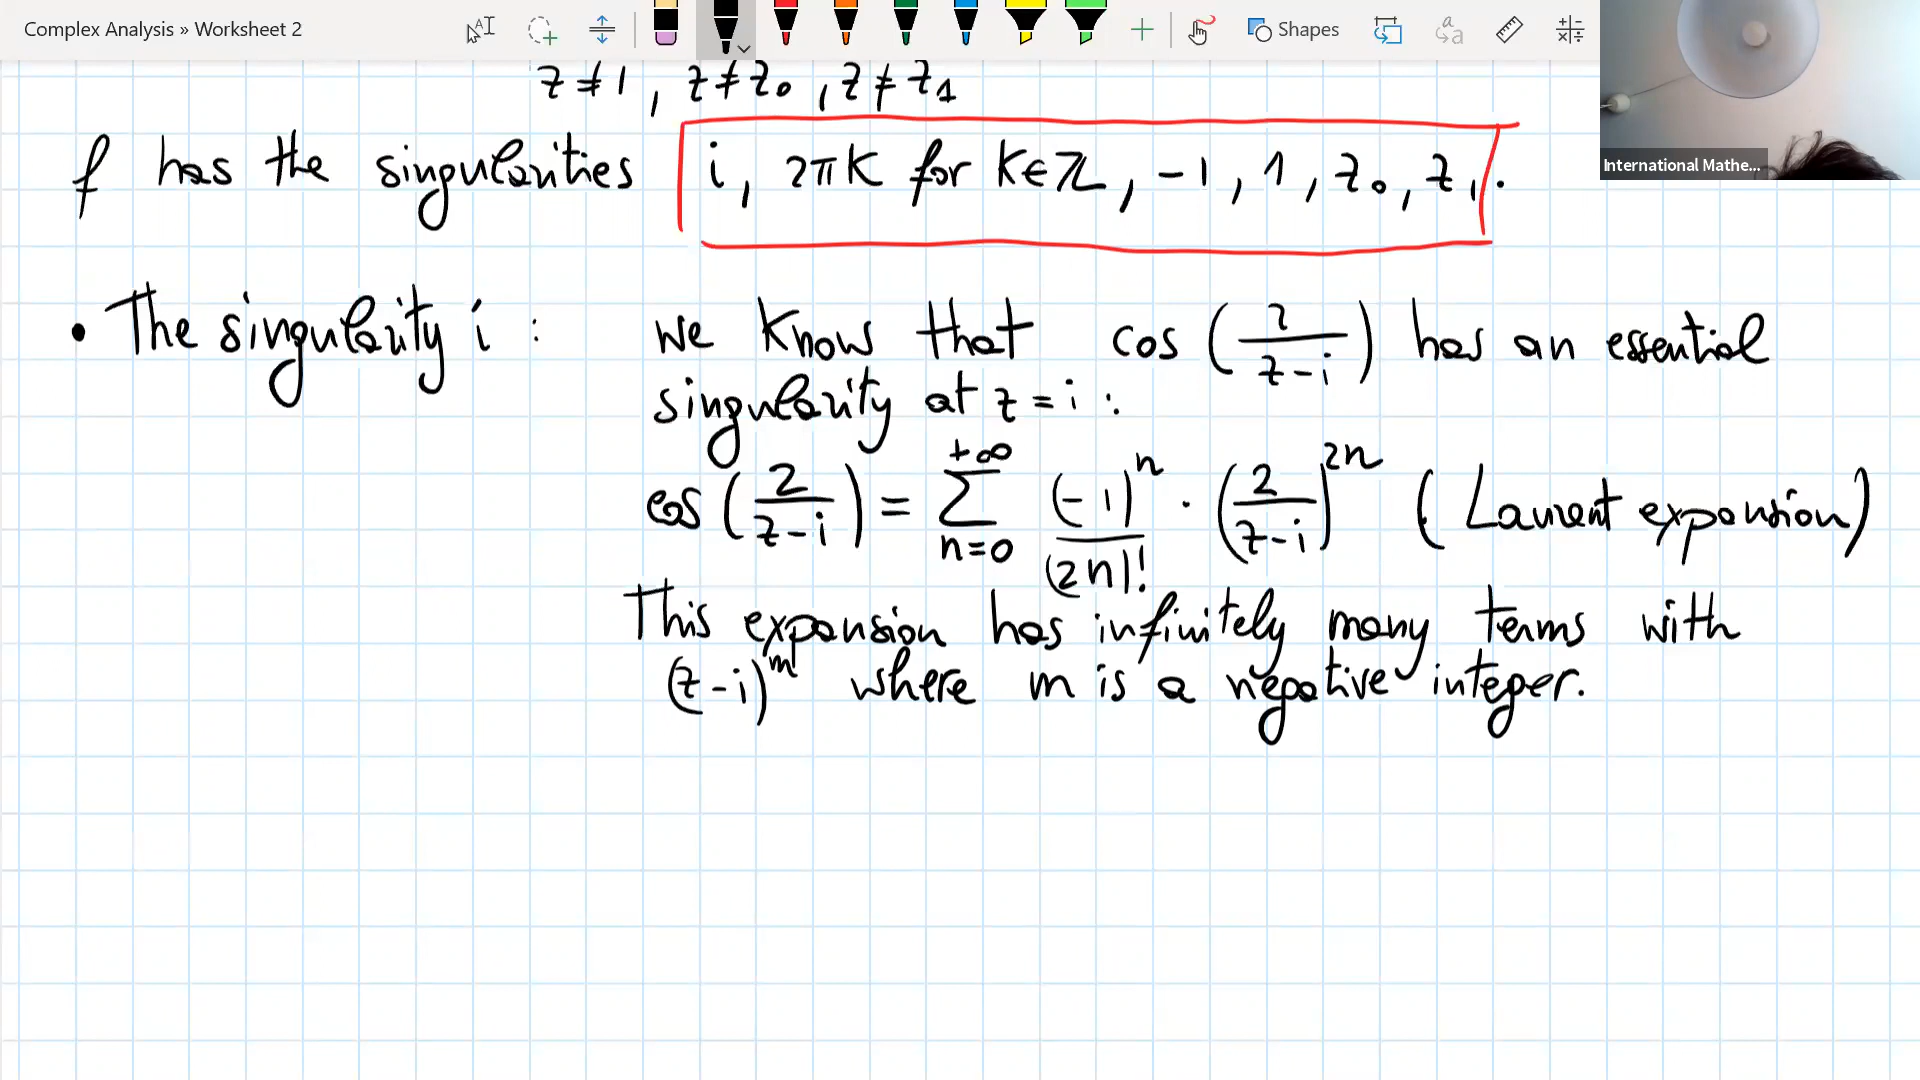 Complex Analysis » Worksheet 2
Shapes
International Mathe...
z ≠ 1 , z ≠ z₀ , z ≠ z₁
f has the singularities i, 2πk for k∈ℤ, -1, 1, z₀, z₁.
• The singularity i : we know that cos (2/(z-i)) has an essential
singularity at z = i :
cos (2/(z-i)) = ∑_{n=0}^{+∞} (-1)^n/(2n)! · (2/(z-i))^{2n} (Laurent expansion)
This expansion has infinitely many terms with
(z-i)^m where m is a negative integer.